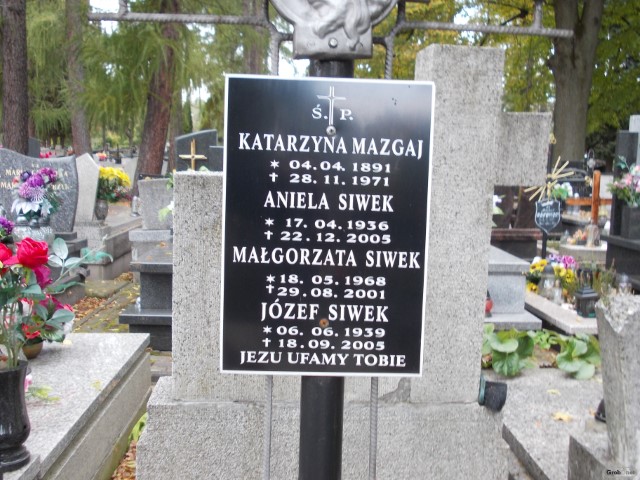 Ś. P.
KATARZYNA MAZGAJ
* 04.04.1891
† 28.11.1971
ANIELA SIWEK
* 17.04.1936
† 22.12.2005
MAŁGORZATA SIWEK
* 18.05.1968
† 29.08.2001
JÓZEF SIWEK
* 06.06.1939
† 18.09.2005
JEZU UFAMY TOBIE